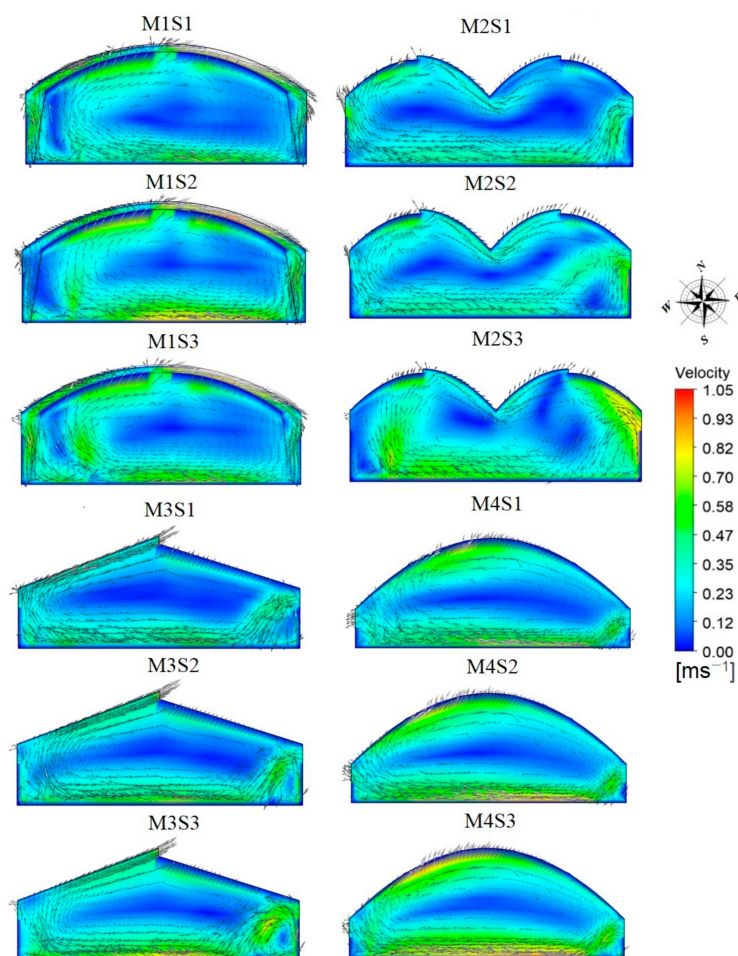 M1S1
M2S1
M1S2
M2S2
N
W
E
S
M1S3
M2S3
Velocity
1.05
0.93
0.82
0.70
0.58
0.47
0.35
0.23
0.12
0.00
[ms⁻¹]
M3S1
M4S1
M3S2
M4S2
M3S3
M4S3